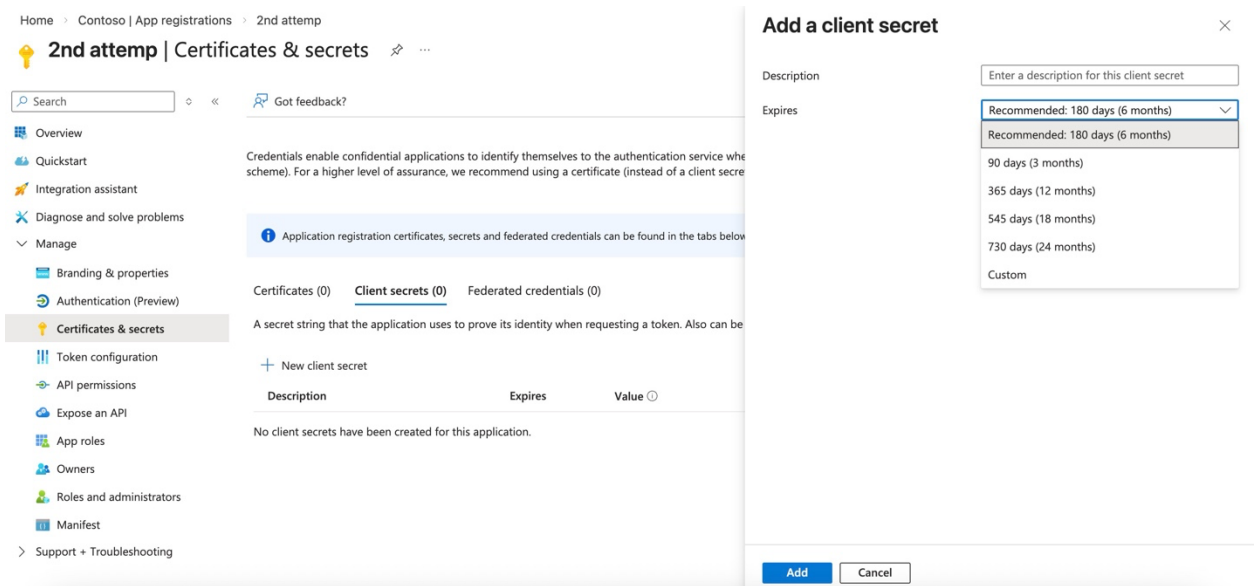 Home > Contoso | App registrations > 2nd attemp
2nd attemp | Certificates & secrets
Search
Overview
Quickstart
Integration assistant
Diagnose and solve problems
Manage
Branding & properties
Authentication (Preview)
Certificates & secrets
Token configuration
API permissions
Expose an API
App roles
Owners
Roles and administrators
Manifest
Support + Troubleshooting
Got feedback?
Credentials enable confidential applications to identify themselves to the authentication service whe
scheme). For a higher level of assurance, we recommend using a certificate (instead of a client secre
Application registration certificates, secrets and federated credentials can be found in the tabs below
Certificates (0) Client secrets (0) Federated credentials (0)
A secret string that the application uses to prove its identity when requesting a token. Also can be
New client secret
Description Expires Value
No client secrets have been created for this application.
Add a client secret
Description Enter a description for this client secret
Expires Recommended: 180 days (6 months)
Recommended: 180 days (6 months)
90 days (3 months)
365 days (12 months)
545 days (18 months)
730 days (24 months)
Custom
Add Cancel